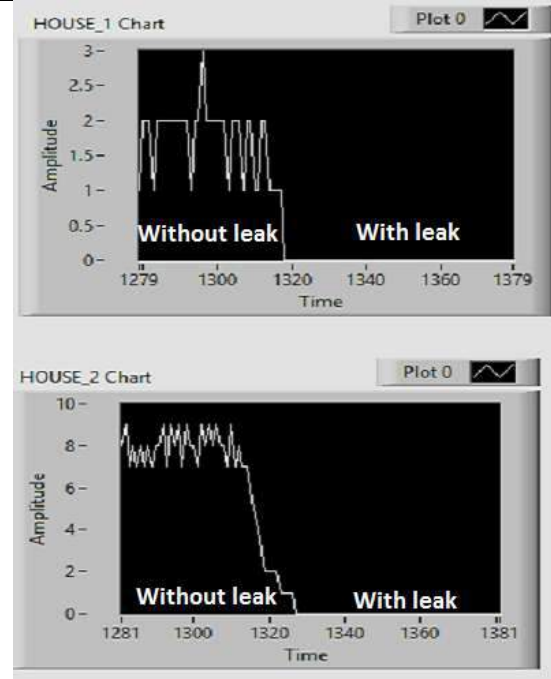 HOUSE_1 Chart
Plot 0
3
2.5
2
1.5
1
0.5
0
Amplitude
Without leak
With leak
1279 1300 1320 1340 1360 1379
Time
HOUSE_2 Chart
Plot 0
10
8
6
4
2
0
Amplitude
Without leak
With leak
1281 1300 1320 1340 1360 1381
Time